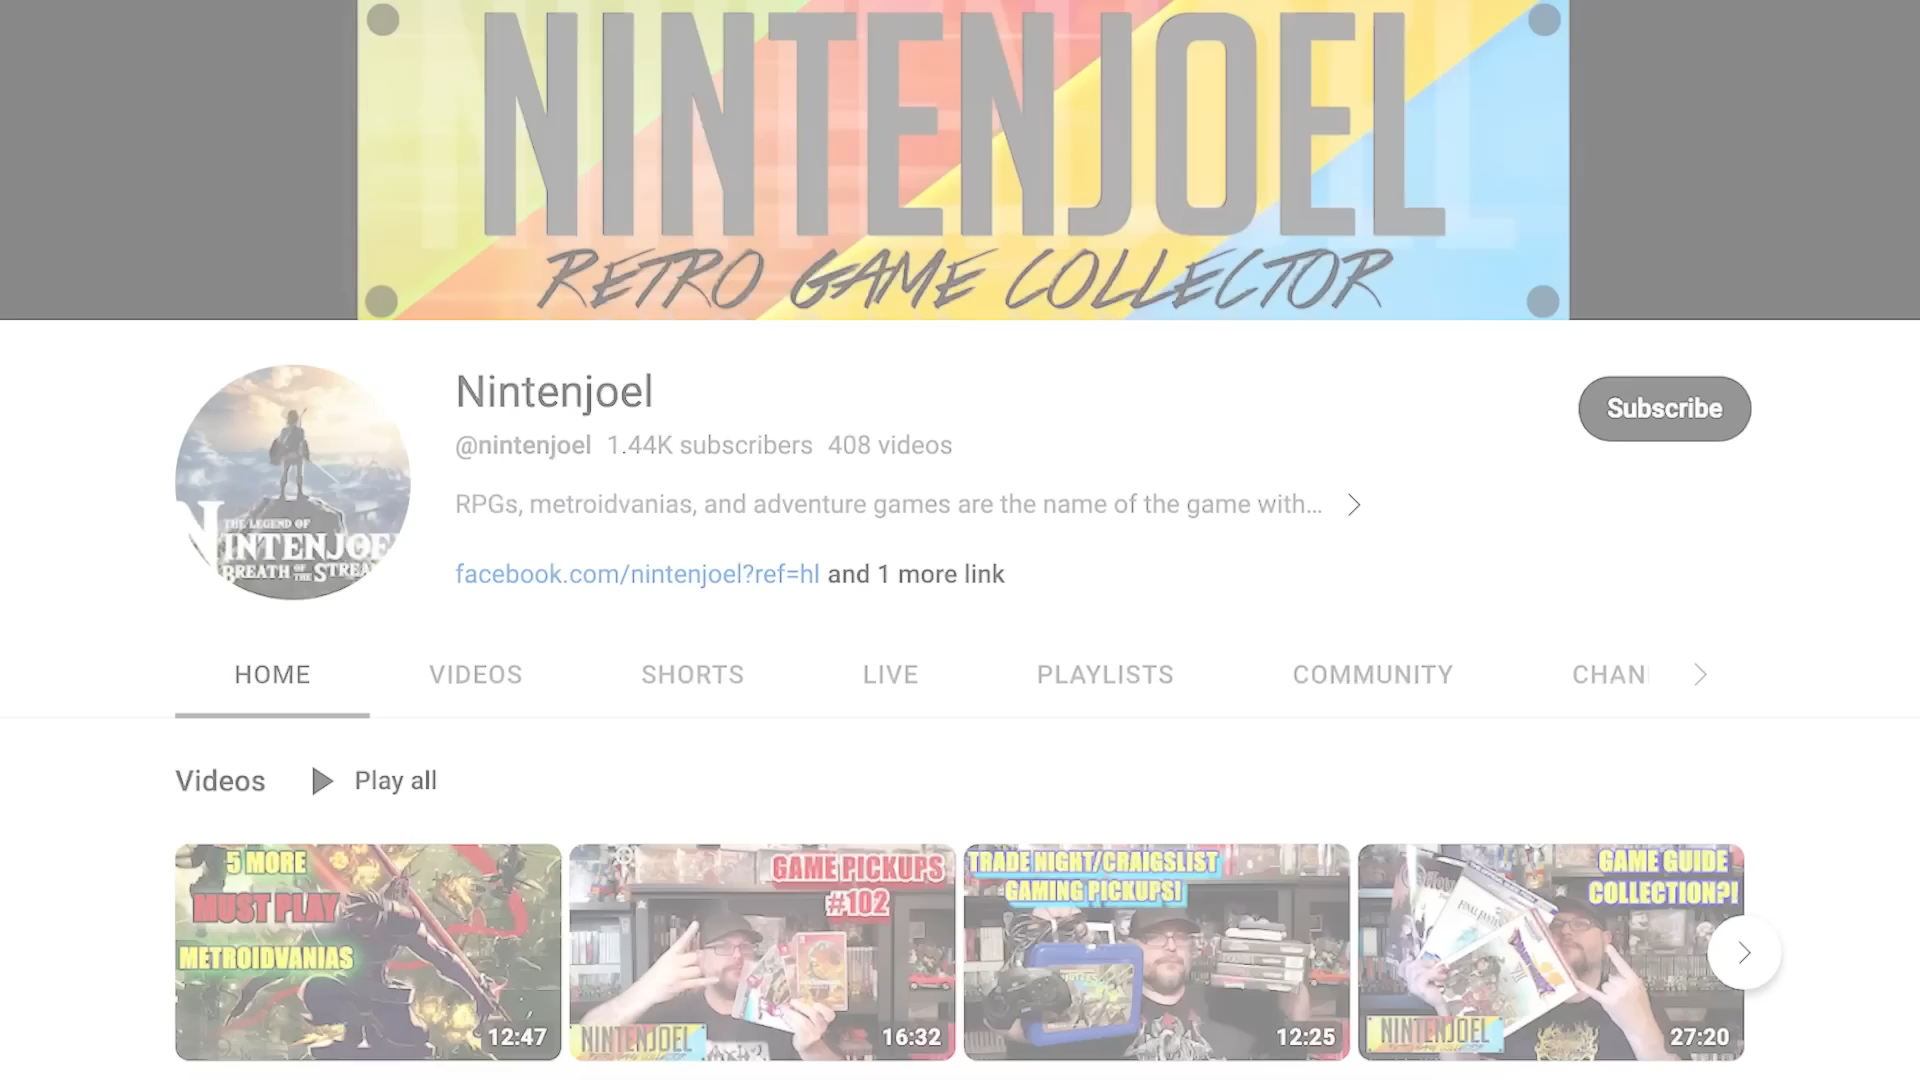 NINTENJOEL
RETRO GAME COLLECTOR
THE LEGEND OF
NINTENJOE
BREATH OF THE STREA
Nintenjoel
@nintenjoel 1.44K subscribers 408 videos
RPGs, metroidvanias, and adventure games are the name of the game with...
facebook.com/nintenjoel?ref=hl and 1 more link
Subscribe
HOME VIDEOS SHORTS LIVE PLAYLISTS COMMUNITY CHAN
Videos Play all
5 MORE
MUST PLAY
METROIDVANIAS
12:47
GAME PICKUPS
#102
NINTENJOEL
16:32
TRADE NIGHT/CRAIGSLIST
GAMING PICKUPS!
12:25
GAME GUIDE
COLLECTION?!
NINTENJOEL
27:20